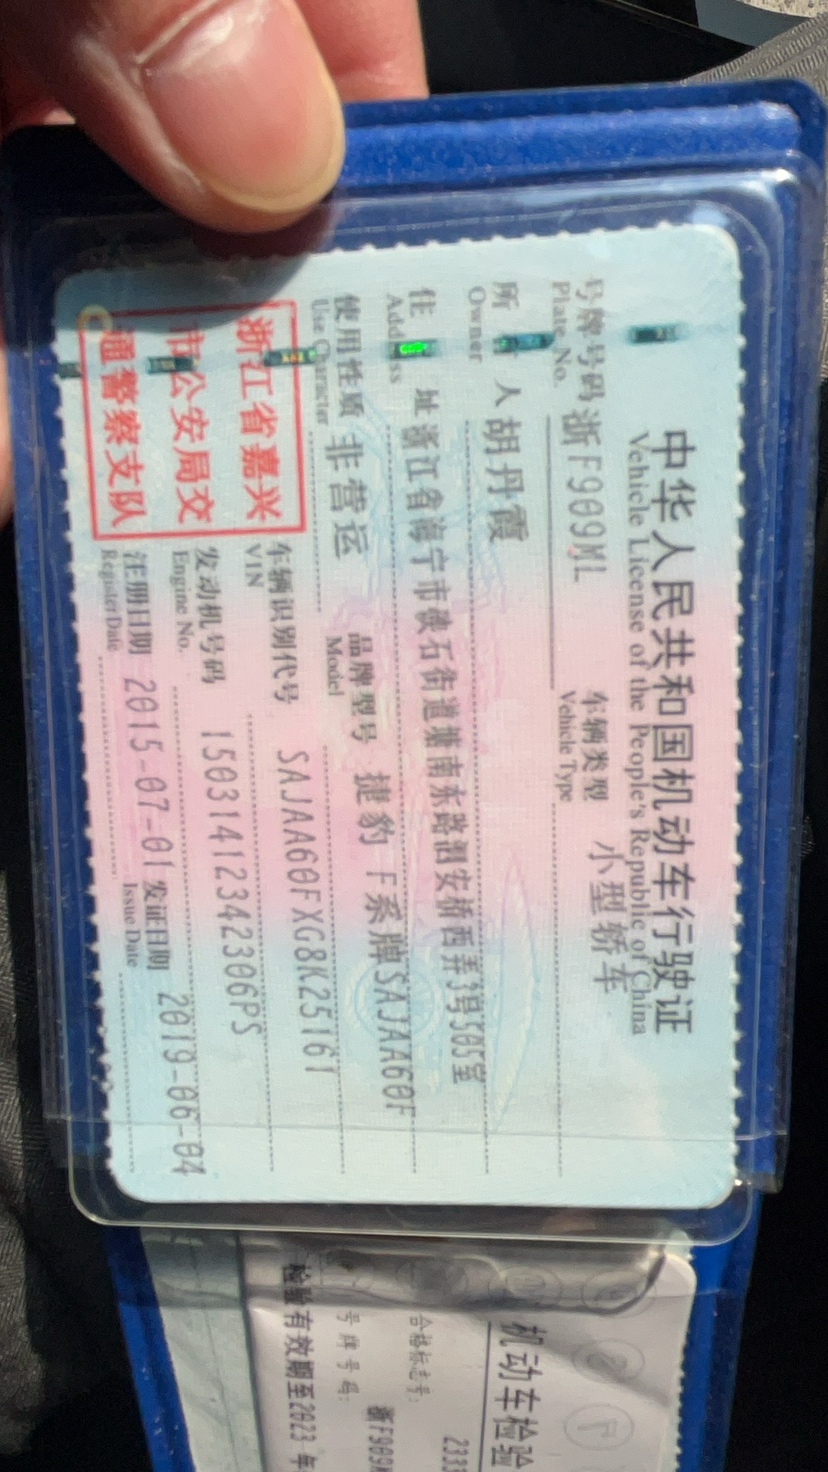 中华人民共和国机动车行驶证
Vehicle License of the People's Republic of China
号牌号码 浙F909ML 车辆类型 小型轿车
Plate No. Vehicle Type
所 人 胡丹霞
Owner
住 址 浙江省海宁市硖石街道塘南东路泗安桥西弄3号505室
Address
使用性质 非营运 品牌型号 捷豹 F系牌SAJAA60F
Use Character Model
浙江省嘉兴
市公安局交
通警察支队
车辆识别代号 SAJAA60FXG8K25161
VIN
发动机号码 15031412342306PS
Engine No.
注册日期 2015-07-01 发证日期 2019-06-04
Register Date Issue Date
机动车检验
合格标志号: 2333
号牌号码: 浙F909M
检验有效期至2023 年